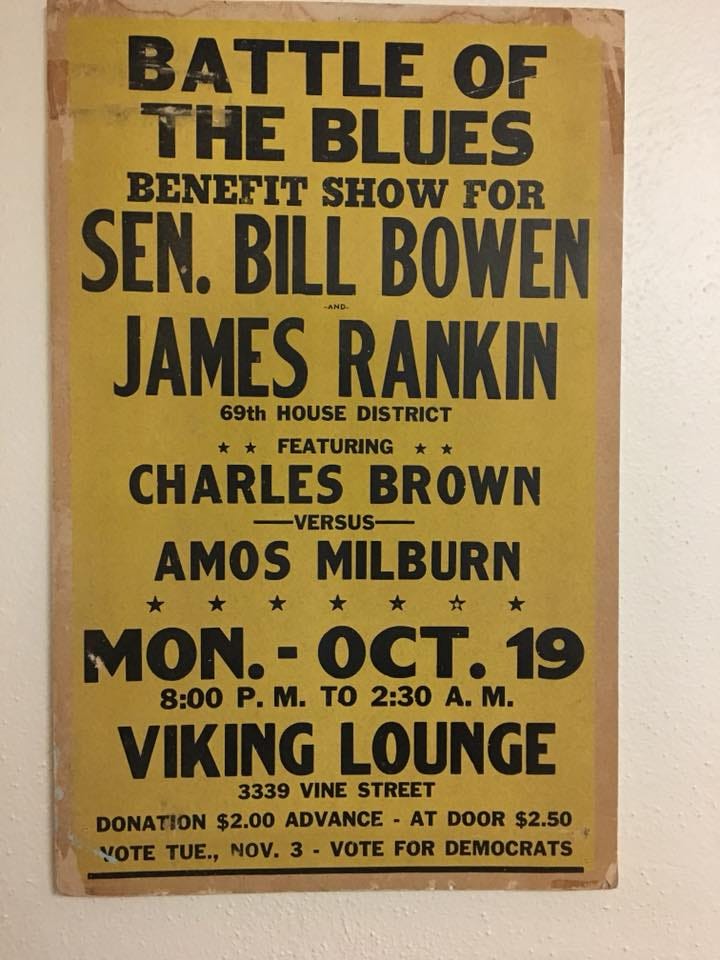 BATTLE OF
THE BLUES
BENEFIT SHOW FOR
SEN. BILL BOWEN
-AND-
JAMES RANKIN
69th HOUSE DISTRICT
★ ★ FEATURING ★ ★
CHARLES BROWN
—VERSUS—
AMOS MILBURN
★ ★ ★ ★ ★ ★ ★
MON. - OCT. 19
8:00 P. M. TO 2:30 A. M.
VIKING LOUNGE
3339 VINE STREET
DONATION $2.00 ADVANCE - AT DOOR $2.50
VOTE TUE., NOV. 3 - VOTE FOR DEMOCRATS